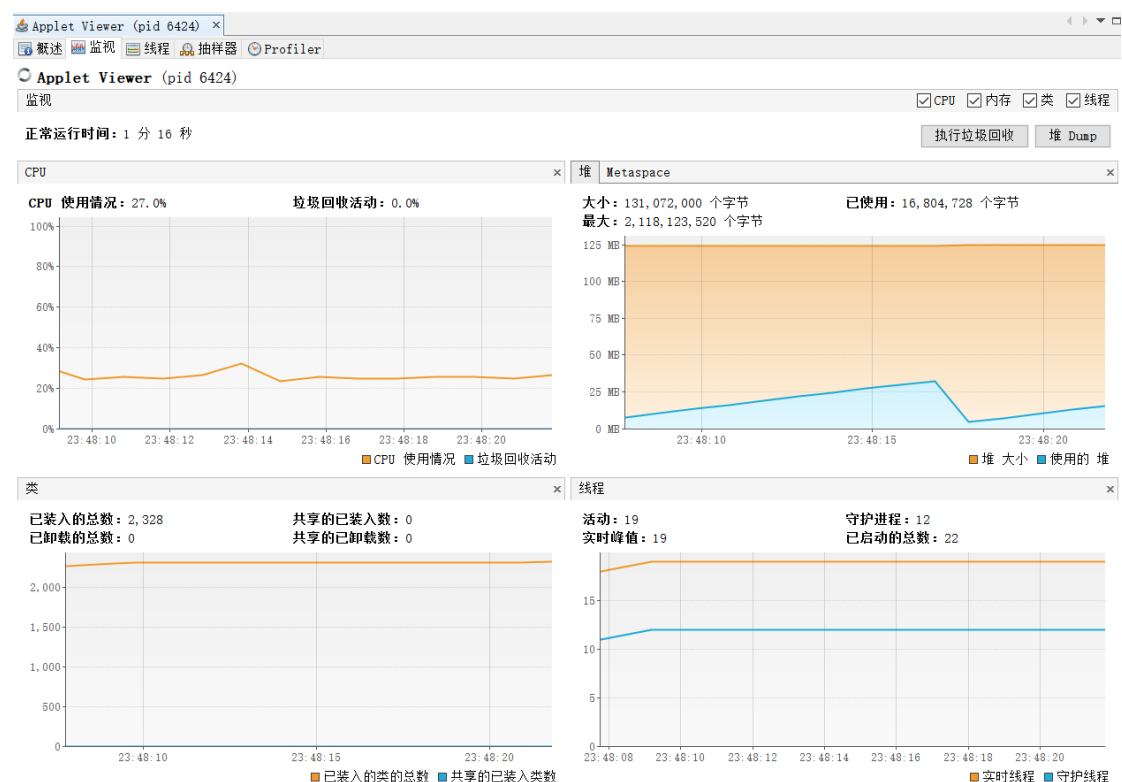 Applet Viewer (pid 6424) ×
概述 监视 线程 抽样器 Profiler
Applet Viewer (pid 6424)
监视 CPU 内存 类 线程
正常运行时间: 1 分 16 秒 执行垃圾回收 堆 Dump
CPU ×
CPU 使用情况: 27.0% 垃圾回收活动: 0.0%
100%
80%
60%
40%
20%
0%
23:48:10 23:48:12 23:48:14 23:48:16 23:48:18 23:48:20
CPU 使用情况 垃圾回收活动
堆 Metaspace ×
大小: 131,072,000 个字节 已使用: 16,804,728 个字节
最大: 2,118,123,520 个字节
125 MB
100 MB
75 MB
50 MB
25 MB
0 MB
23:48:10 23:48:15 23:48:20
堆 大小 使用的 堆
类 ×
已装入的总数: 2,328 共享的已装入数: 0
已卸载的总数: 0 共享的已卸载数: 0
2,000
1,500
1,000
500
0
23:48:10 23:48:15 23:48:20
已装入的类的总数 共享的已装入类数
线程 ×
活动: 19 守护进程: 12
实时峰值: 19 已启动的总数: 22
15
10
5
0
23:48:08 23:48:10 23:48:12 23:48:14 23:48:16 23:48:18 23:48:20
实时线程 守护线程